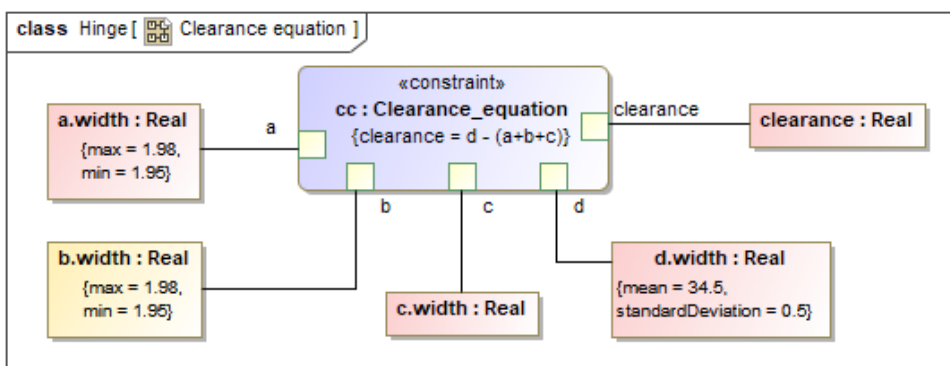 class Hinge [ Clearance equation ]
«constraint»
cc : Clearance_equation
{clearance = d - (a+b+c)}
clearance
clearance : Real
a.width : Real
{max = 1.98,
min = 1.95}
a
b
c
d
b.width : Real
{max = 1.98,
min = 1.95}
c.width : Real
d.width : Real
{mean = 34.5,
standardDeviation = 0.5}